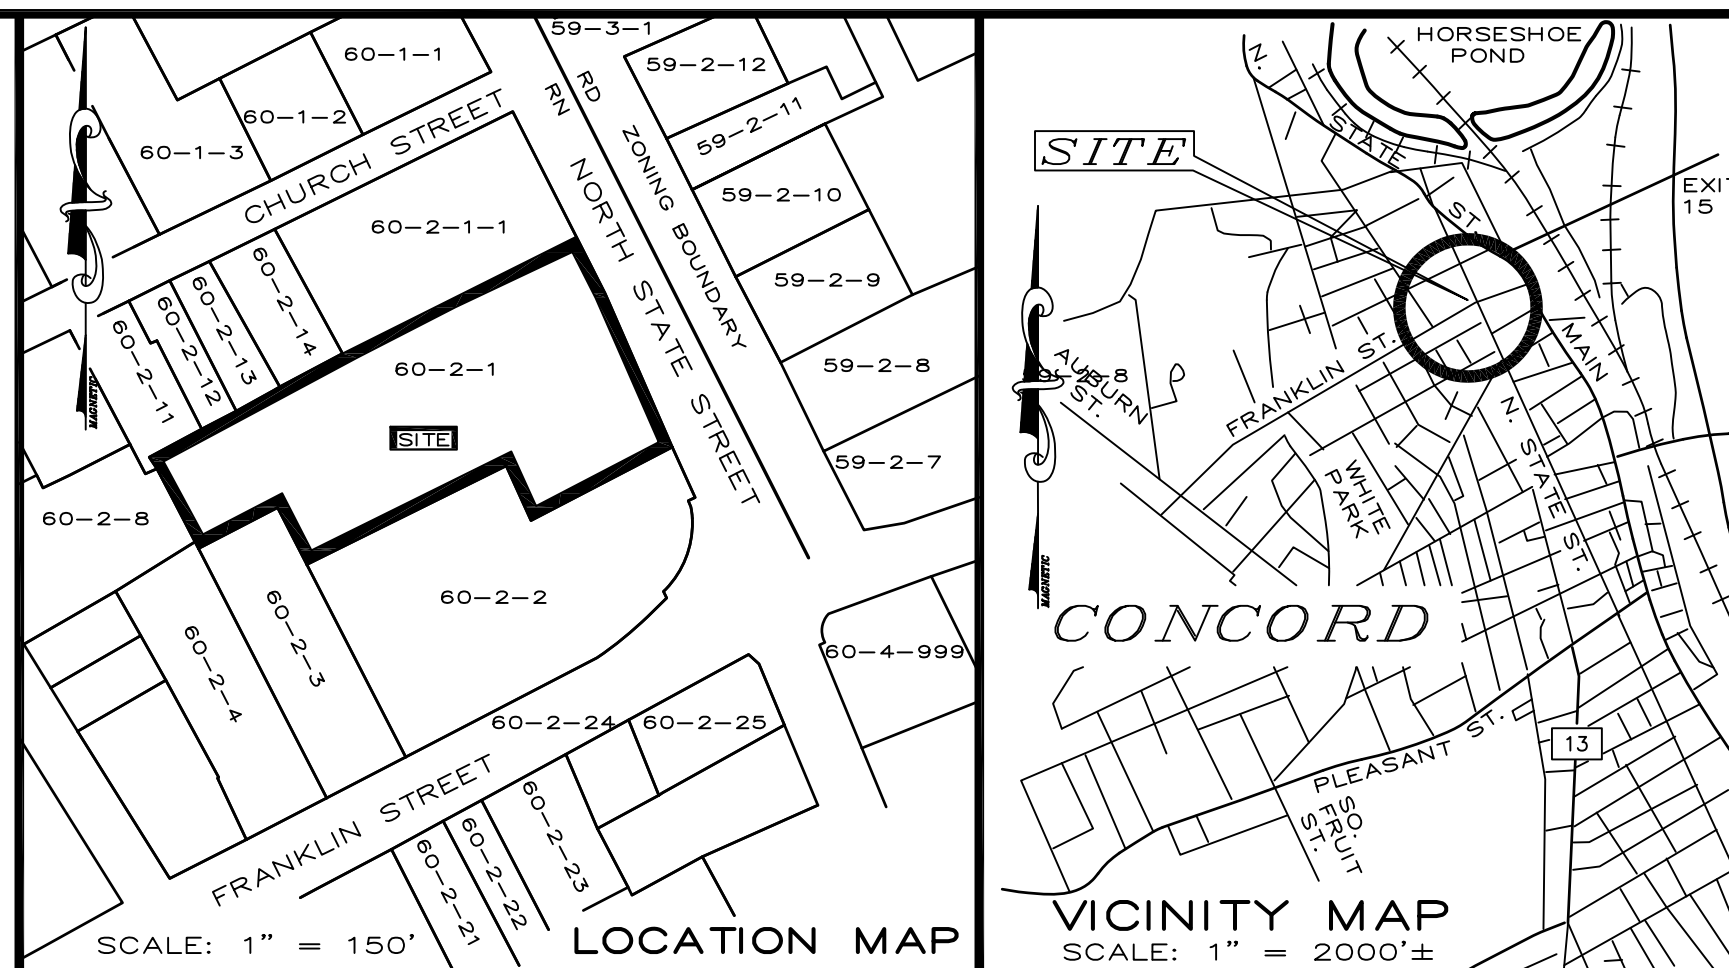 59-3-1
60-1-1
59-2-12
RD
RN
60-1-2
59-2-11
60-1-3
CHURCH STREET
ZONING BOUNDARY
NORTH STATE STREET
59-2-10
60-2-1-1
60-2-14
60-2-13
60-2-12
60-2-11
59-2-9
60-2-1
59-2-8
MAGNETIC
SITE
59-2-7
60-2-8
60-2-2
60-2-3
60-2-4
60-4-999
60-2-24
60-2-25
FRANKLIN STREET
60-2-23
60-2-22
60-2-21
SCALE: 1" = 150'
LOCATION MAP
HORSESHOE
POND
N.
STATE
ST.
SITE
EXIT
15
MAIN
FRANKLIN ST.
AUBURN
ST.
N. STATE ST.
WHITE
PARK
MAGNETIC
CONCORD
13
PLEASANT ST.
SO.
FRUIT
ST.
VICINITY MAP
SCALE: 1" = 2000'±